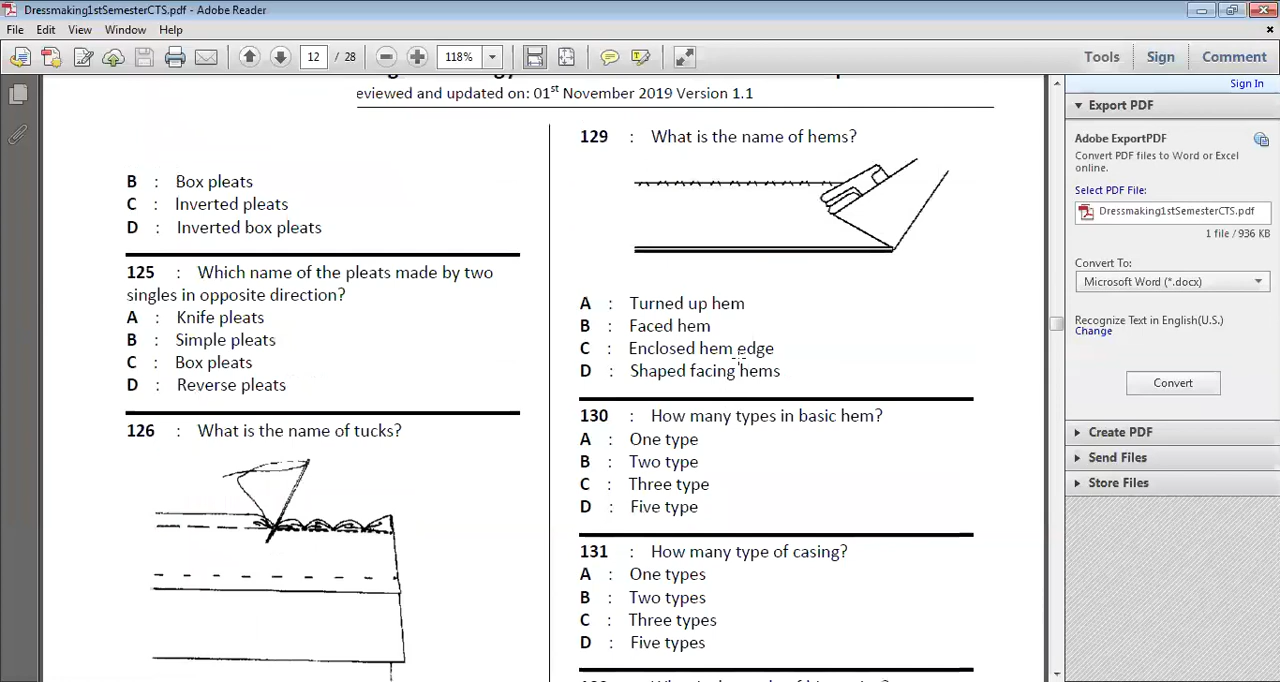 Dressmaking1stSemesterCTS.pdf - Adobe Reader
File Edit View Window Help
12 / 28 118% Tools Sign Comment
eviewed and updated on: 01st November 2019 Version 1.1
B : Box pleats
C : Inverted pleats
D : Inverted box pleats
125 : Which name of the pleats made by two
singles in opposite direction?
A : Knife pleats
B : Simple pleats
C : Box pleats
D : Reverse pleats
126 : What is the name of tucks?
129 : What is the name of hems?
A : Turned up hem
B : Faced hem
C : Enclosed hem edge
D : Shaped facing hems
130 : How many types in basic hem?
A : One type
B : Two type
C : Three type
D : Five type
131 : How many type of casing?
A : One types
B : Two types
C : Three types
D : Five types
Sign In
Export PDF
Adobe ExportPDF
Convert PDF files to Word or Excel
online.
Select PDF File:
Dressmaking1stSemesterCTS.pdf
1 file / 936 KB
Convert To:
Microsoft Word (*.docx)
Recognize Text in English(U.S.)
Change
Convert
Create PDF
Send Files
Store Files